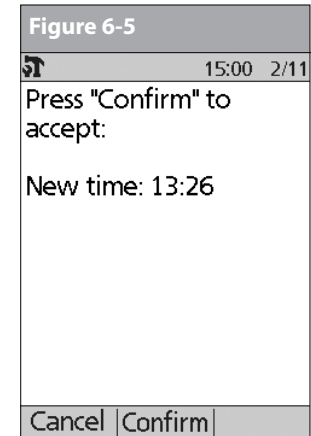 Figure 6-5
15:00 2/11
Press "Confirm" to
accept:
New time: 13:26
Cancel Confirm